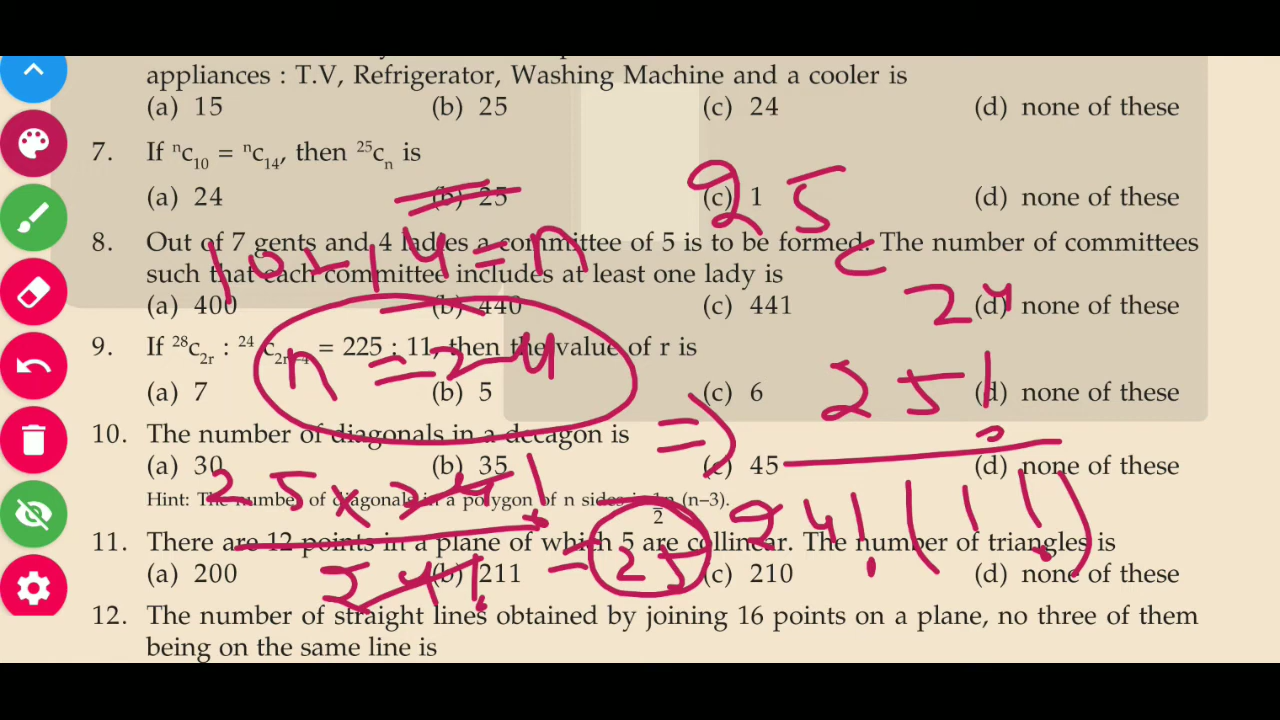 appliances : T.V, Refrigerator, Washing Machine and a cooler is
(a) 15 (b) 25 (c) 24 (d) none of these
7. If ⁿc₁₀ = ⁿc₁₄, then ²⁵cₙ is
(a) 24 (b) 25 (c) 1 (d) none of these
25
C
24
8. Out of 7 gents and 4 ladies a committee of 5 is to be formed. The number of committees
such that each committee includes at least one lady is
10+14=n
(a) 400 (b) 440 (c) 441 (d) none of these
9. If ²⁸c₂ᵣ : ²⁴c₂ᵣ₋₄ = 225 : 11, then the value of r is
n=24
(a) 7 (b) 5 (c) 6 (d) none of these
10. The number of diagonals in a decagon is
(a) 30 (b) 35 (c) 45 (d) none of these
⇒ 25!
24!(1!)
Hint: The number of diagonals in a polygon of n sides is ½n (n–3).
25×24!
24! = 25
11. There are 12 points in a plane of which 5 are collinear. The number of triangles is
(a) 200 (b) 211 (c) 210 (d) none of these
12. The number of straight lines obtained by joining 16 points on a plane, no three of them
being on the same line is